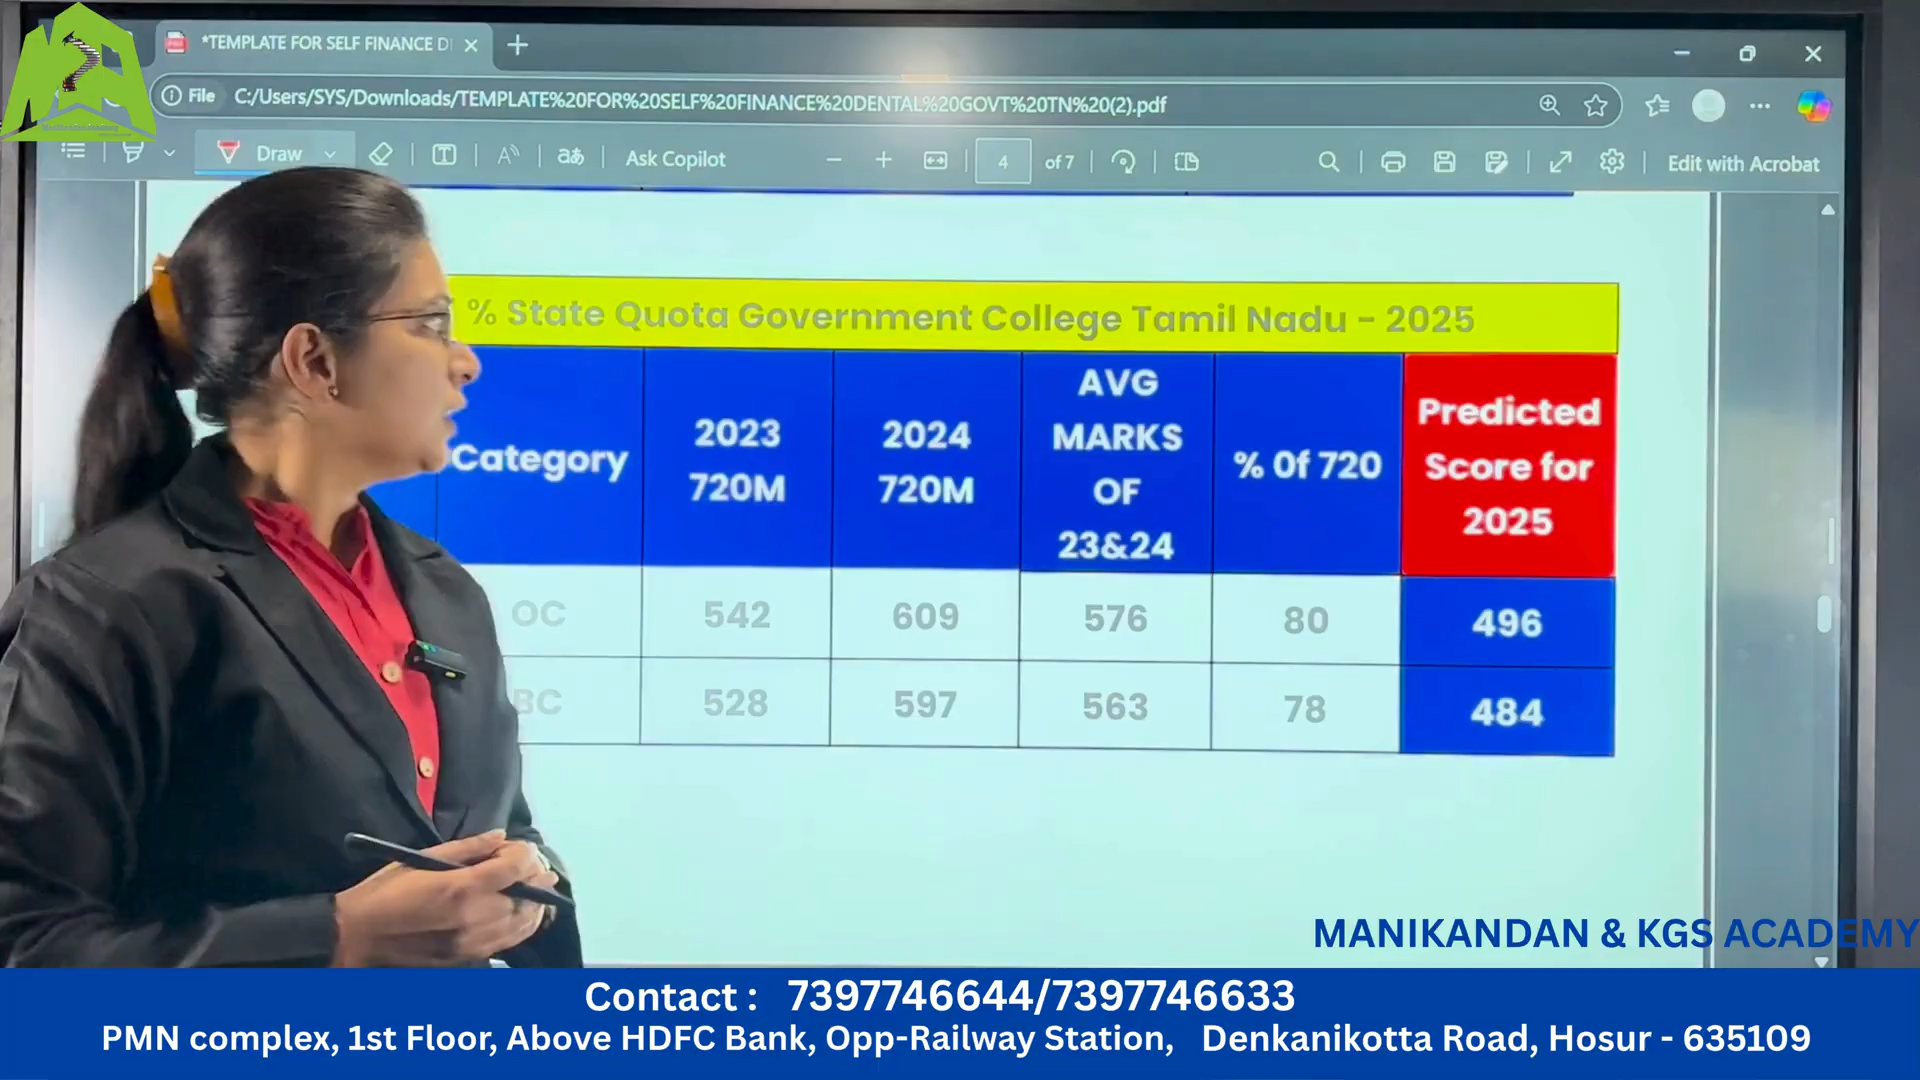 *TEMPLATE FOR SELF FINANCE D
File C:/Users/SYS/Downloads/TEMPLATE%20FOR%20SELF%20FINANCE%20DENTAL%20GOVT%20TN%20(2).pdf
Draw Ask Copilot 4 of 7 Edit with Acrobat
% State Quota Government College Tamil Nadu - 2025
Category 2023 720M 2024 720M AVG MARKS OF 23&24 % Of 720 Predicted Score for 2025
OC 542 609 576 80 496
BC 528 597 563 78 484
MANIKANDAN & KGS ACADEMY
Contact : 7397746644/7397746633
PMN complex, 1st Floor, Above HDFC Bank, Opp-Railway Station, Denkanikotta Road, Hosur - 635109